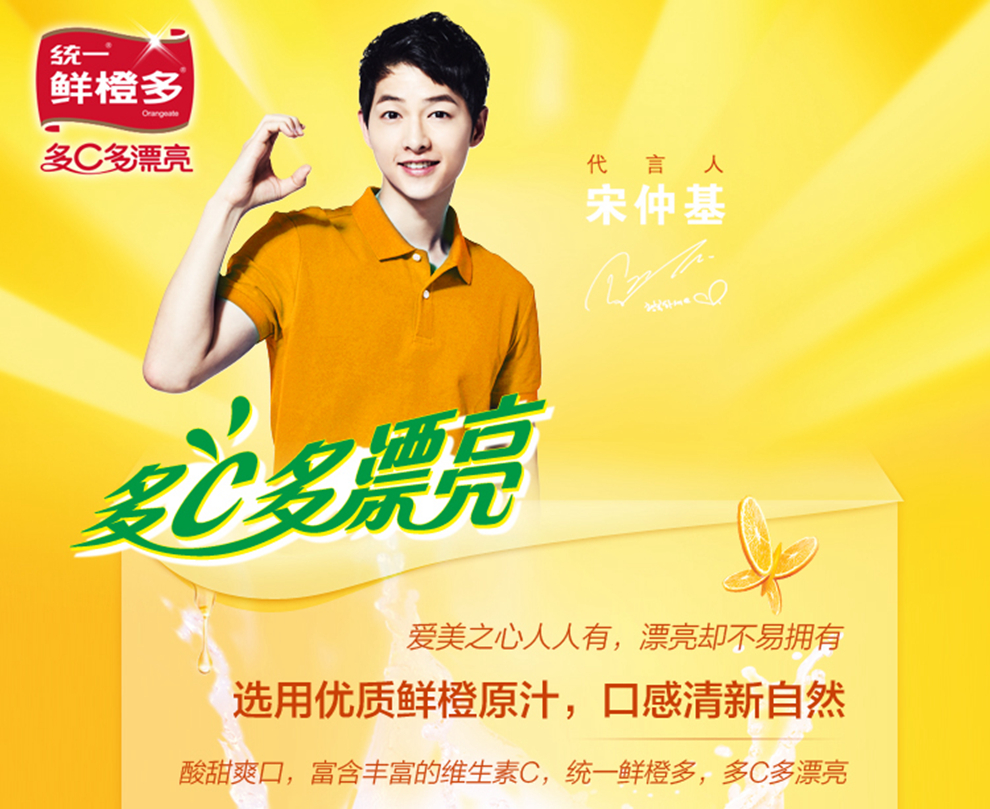 统一®
鲜橙多®
Orangeate
多C多漂亮
代言人
宋仲基
多C多漂亮
爱美之心人人有，漂亮却不易拥有
选用优质鲜橙原汁，口感清新自然
酸甜爽口，富含丰富的维生素C，统一鲜橙多，多C多漂亮